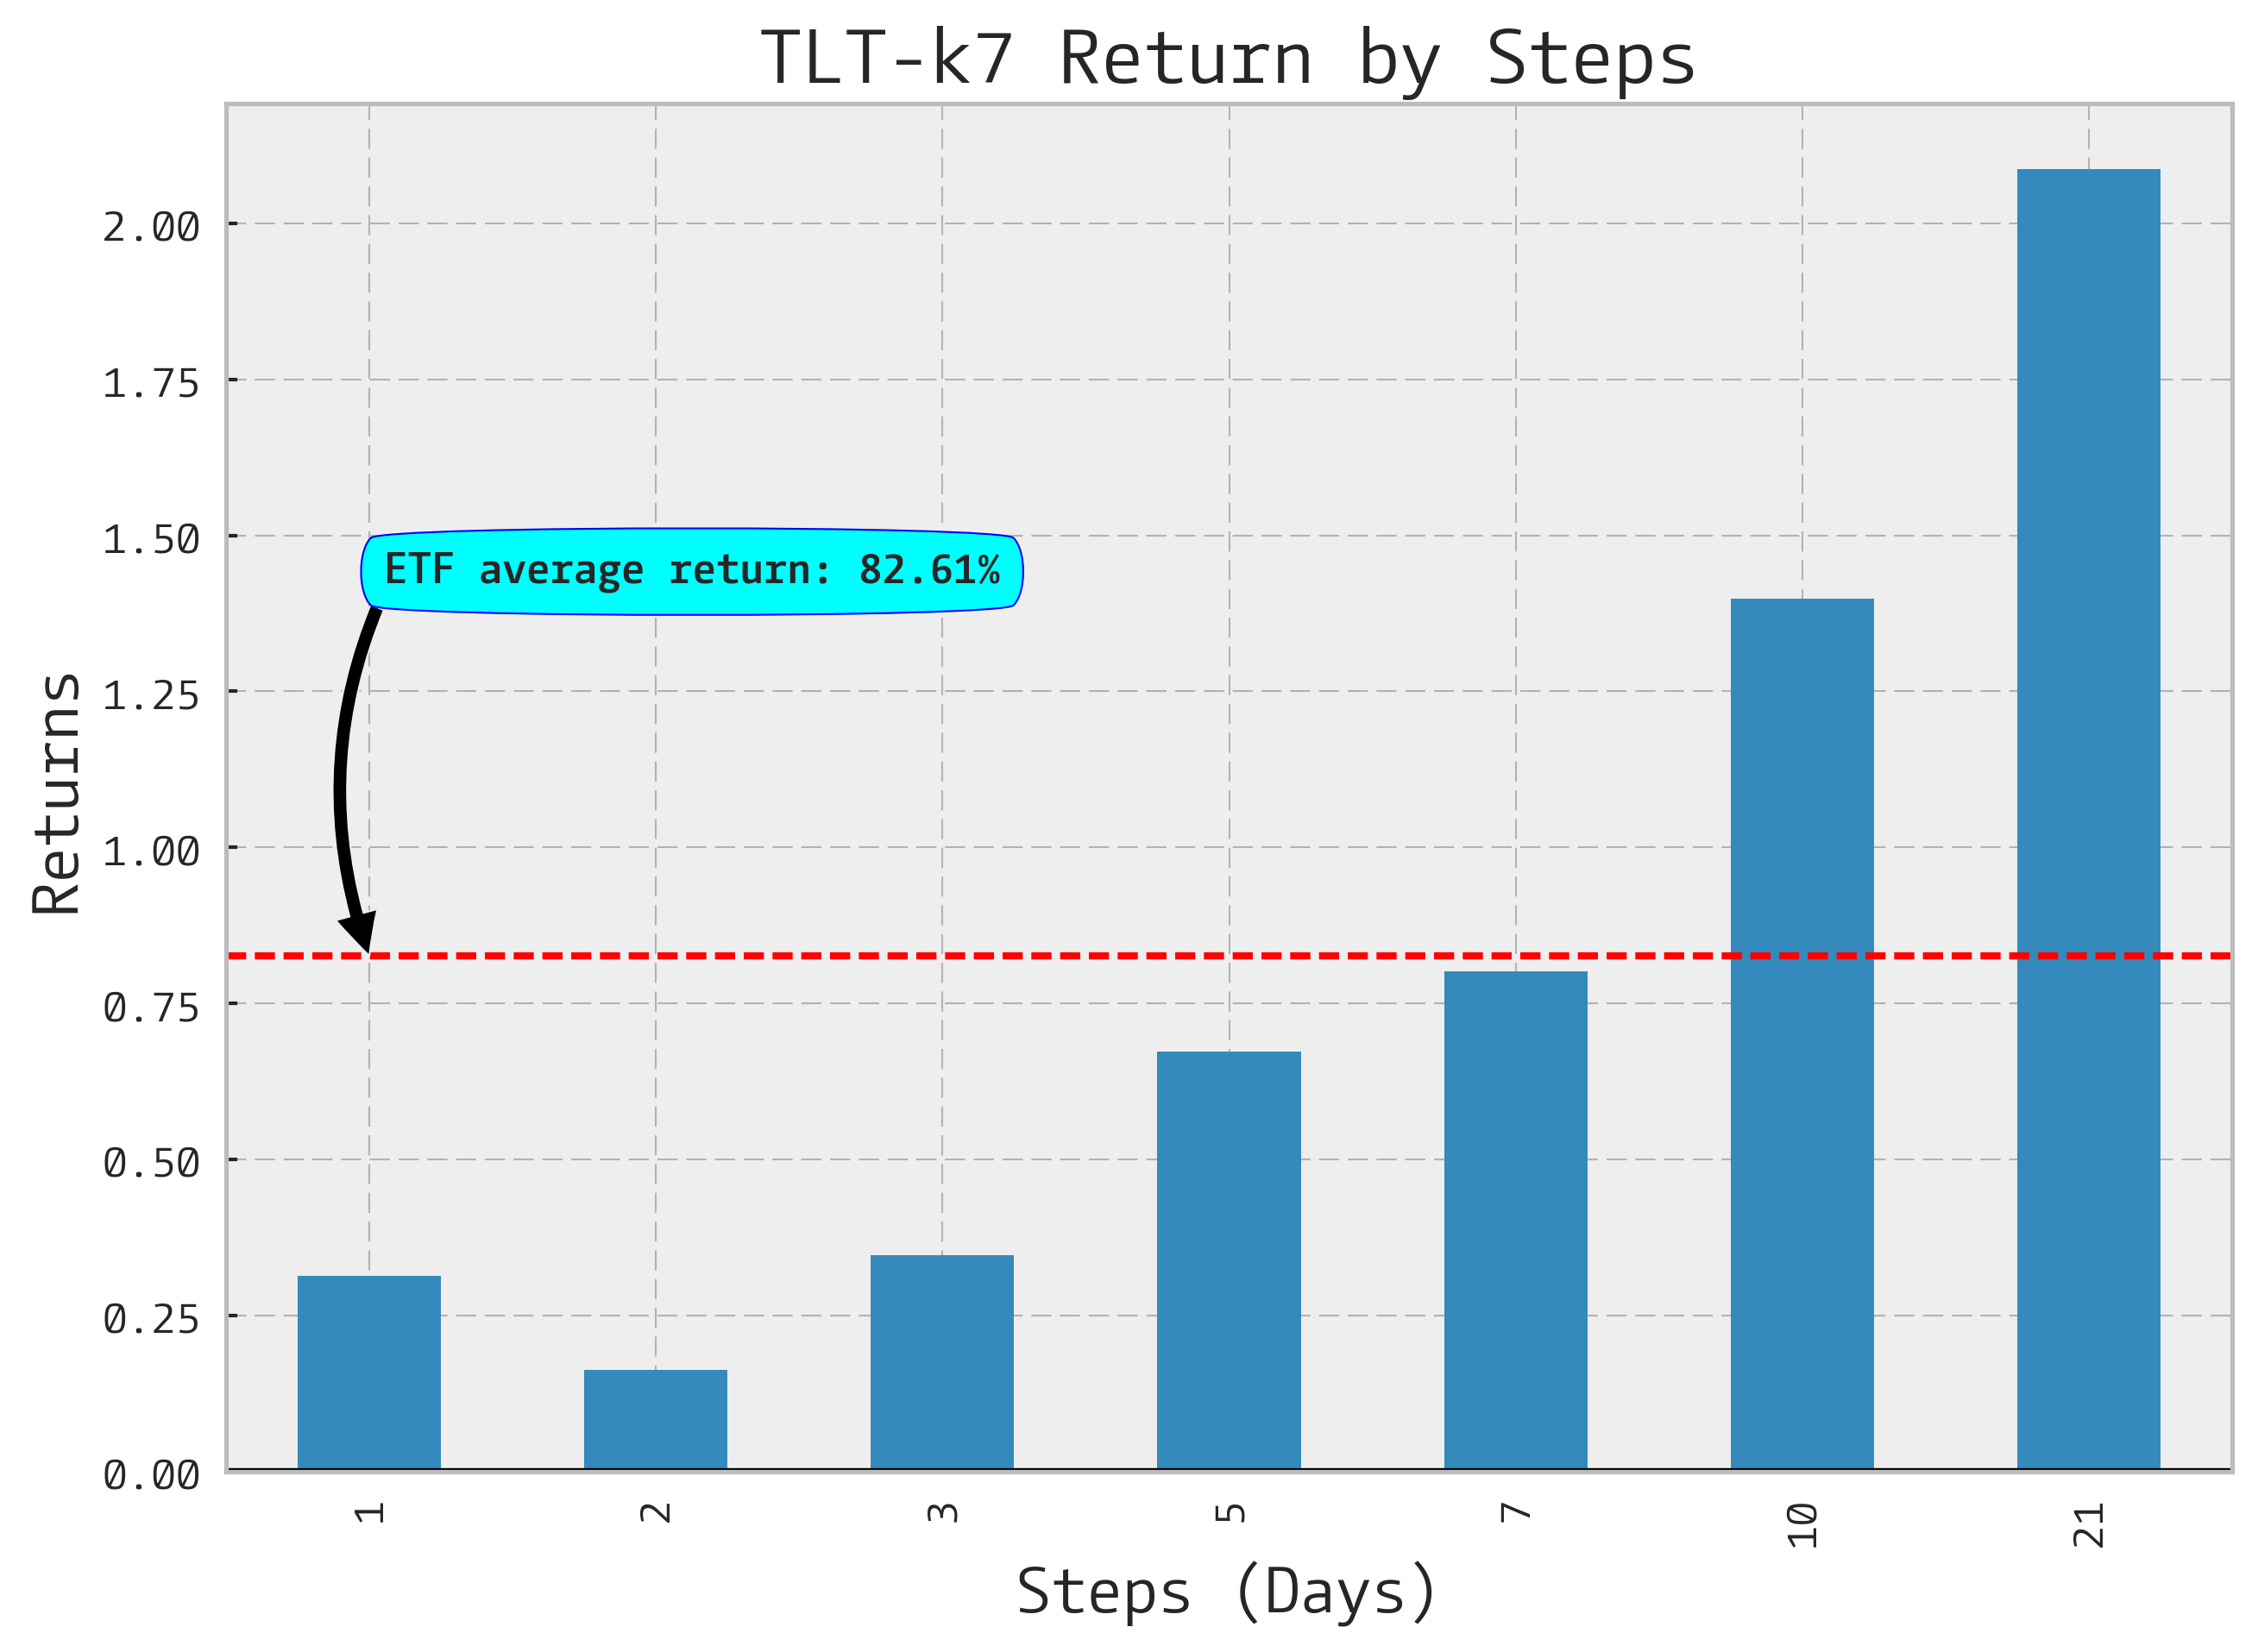 TLT-k7 Return by Steps
2.00
1.75
1.50
ETF average return: 82.61%
1.25
1.00
0.75
0.50
0.25
0.00
Returns
1 2 3 5 7 10 21
Steps (Days)